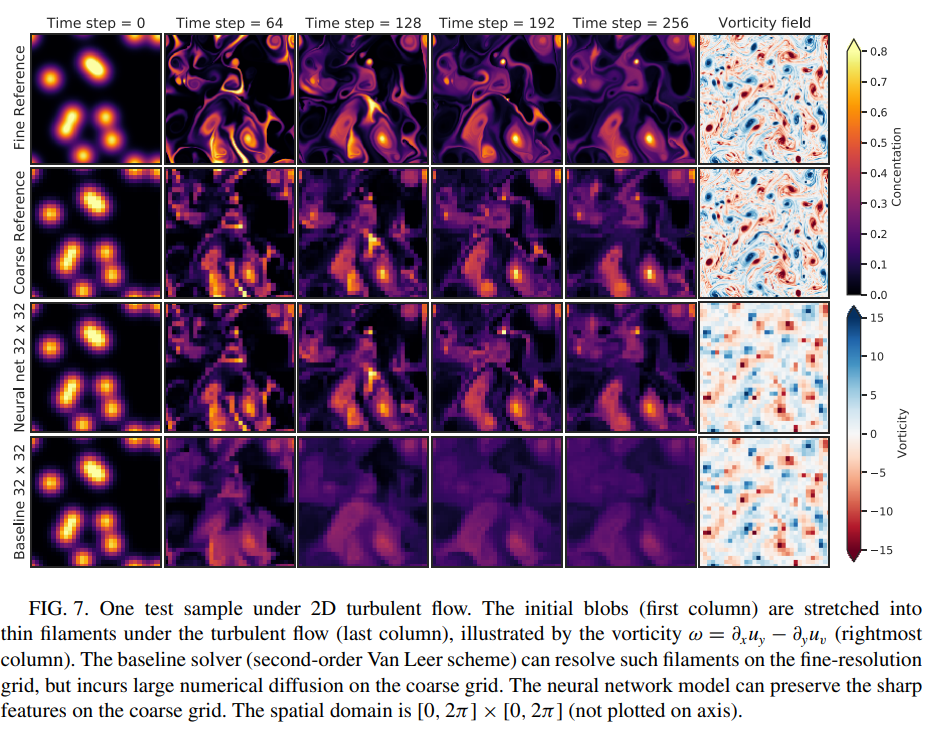 Time step = 0 Time step = 64 Time step = 128 Time step = 192 Time step = 256 Vorticity field
Fine Reference
Coarse Reference
Neural net 32 x 32
Baseline 32 x 32
0.8
0.7
0.6
0.5
0.4
0.3
0.2
0.1
0.0
Concentation
15
10
5
0
−5
−10
−15
Vorticity
FIG. 7. One test sample under 2D turbulent flow. The initial blobs (first column) are stretched into
thin filaments under the turbulent flow (last column), illustrated by the vorticity ω = ∂ₓu_y − ∂_yu_v (rightmost
column). The baseline solver (second-order Van Leer scheme) can resolve such filaments on the fine-resolution
grid, but incurs large numerical diffusion on the coarse grid. The neural network model can preserve the sharp
features on the coarse grid. The spatial domain is [0, 2π] × [0, 2π] (not plotted on axis).